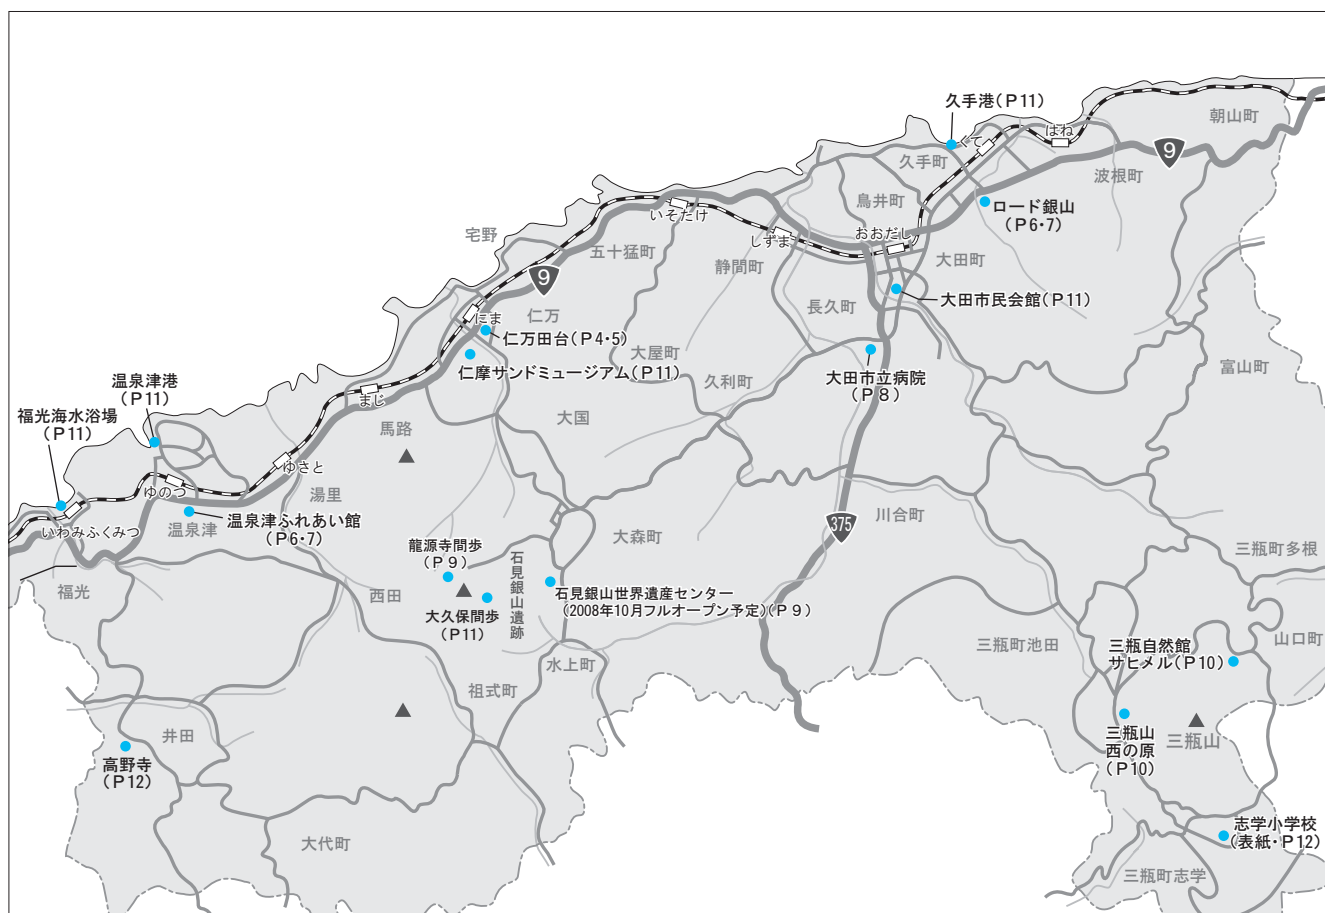 久手港(P11)
朝山町
はね
くて
久手町
9
波根町
鳥井町
ロード銀山
(P6・7)
いそたけ
宅野
五十猛町
しずま
おおだし
静間町
大田町
9
長久町
大田市民会館(P11)
仁万
にま
仁万田台(P4・5)
大屋町
仁摩サンドミュージアム(P11)
久利町
大田市立病院
(P8)
富山町
温泉津港
(P11)
まじ
福光海水浴場
(P11)
大国
馬路
ゆさと
ゆのつ
湯里
いわみふくみつ
温泉津
温泉津ふれあい館
(P6・7)
375
川合町
大森町
三瓶町多根
龍源寺間歩
(P9)
石見銀山遺跡
福光
西田
大久保間歩
(P11)
石見銀山世界遺産センター
(2008年10月フルオープン予定)(P9)
三瓶町池田
三瓶自然館
サヒメル(P10)
山口町
水上町
祖式町
井田
三瓶山
西の原
(P10)
三瓶山
高野寺
(P12)
志学小学校
(表紙・P12)
大代町
三瓶町志学